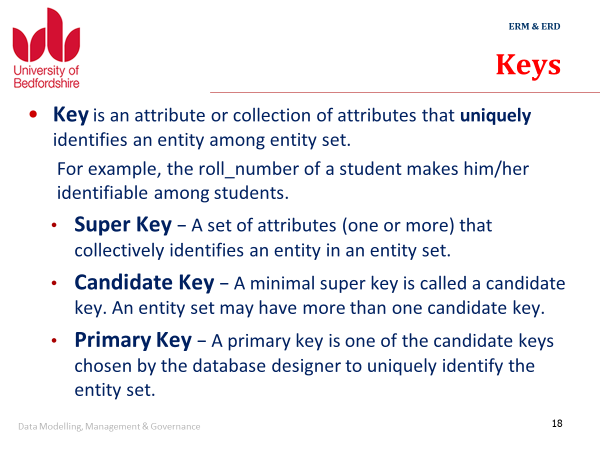 University of
Bedfordshire
ERM & ERD
Keys
• Key is an attribute or collection of attributes that uniquely
identifies an entity among entity set.
For example, the roll_number of a student makes him/her
identifiable among students.
• Super Key – A set of attributes (one or more) that
collectively identifies an entity in an entity set.
• Candidate Key – A minimal super key is called a candidate
key. An entity set may have more than one candidate key.
• Primary Key – A primary key is one of the candidate keys
chosen by the database designer to uniquely identify the
entity set.
Data Modelling, Management & Governance
18